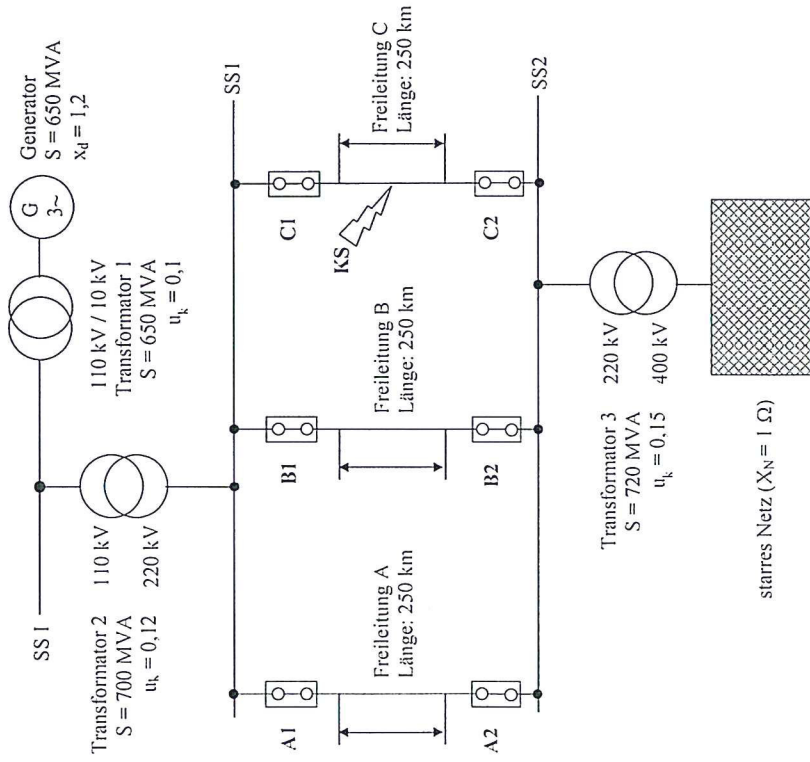 Generator
S = 650 MVA
x_d = 1,2
G
3~
110 kV / 10 kV
Transformator 1
S = 650 MVA
u_k = 0,1
SS I
Transformator 2
S = 700 MVA
u_k = 0,12
110 kV
220 kV
SS1
A1
B1
C1
KS
Freileitung A
Länge: 250 km
Freileitung B
Länge: 250 km
Freileitung C
Länge: 250 km
A2
B2
C2
SS2
Transformator 3
S = 720 MVA
u_k = 0,15
220 kV
400 kV
starres Netz (X_N = 1 Ω)